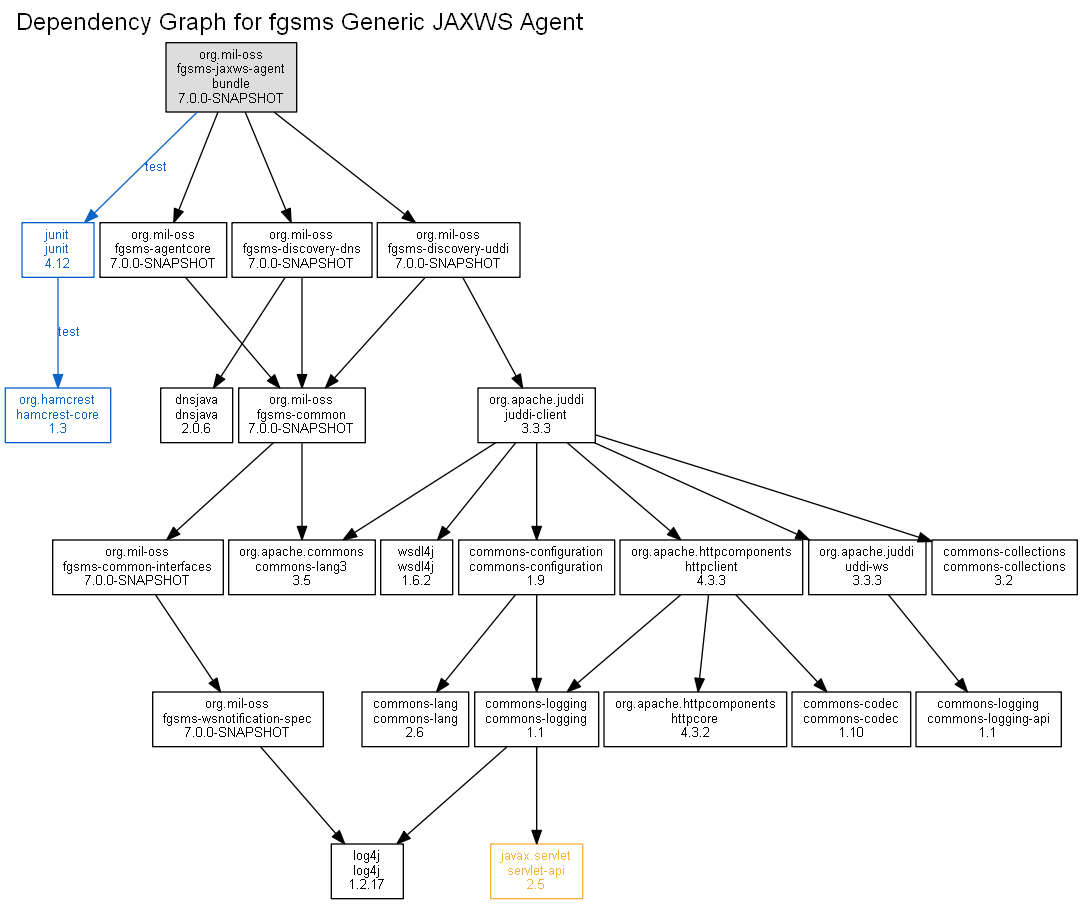 Dependency Graph for fgsms Generic JAXWS Agent
org.mil-oss
fgsms-jaxws-agent
bundle
7.0.0-SNAPSHOT
test
junit
junit
4.12
org.mil-oss
fgsms-agentcore
7.0.0-SNAPSHOT
org.mil-oss
fgsms-discovery-dns
7.0.0-SNAPSHOT
org.mil-oss
fgsms-discovery-uddi
7.0.0-SNAPSHOT
test
org.hamcrest
hamcrest-core
1.3
dnsjava
dnsjava
2.0.6
org.mil-oss
fgsms-common
7.0.0-SNAPSHOT
org.apache.juddi
juddi-client
3.3.3
org.mil-oss
fgsms-common-interfaces
7.0.0-SNAPSHOT
org.apache.commons
commons-lang3
3.5
wsdl4j
wsdl4j
1.6.2
commons-configuration
commons-configuration
1.9
org.apache.httpcomponents
httpclient
4.3.3
org.apache.juddi
uddi-ws
3.3.3
commons-collections
commons-collections
3.2
org.mil-oss
fgsms-wsnotification-spec
7.0.0-SNAPSHOT
commons-lang
commons-lang
2.6
commons-logging
commons-logging
1.1
org.apache.httpcomponents
httpcore
4.3.2
commons-codec
commons-codec
1.10
commons-logging
commons-logging-api
1.1
log4j
log4j
1.2.17
javax.servlet
servlet-api
2.5